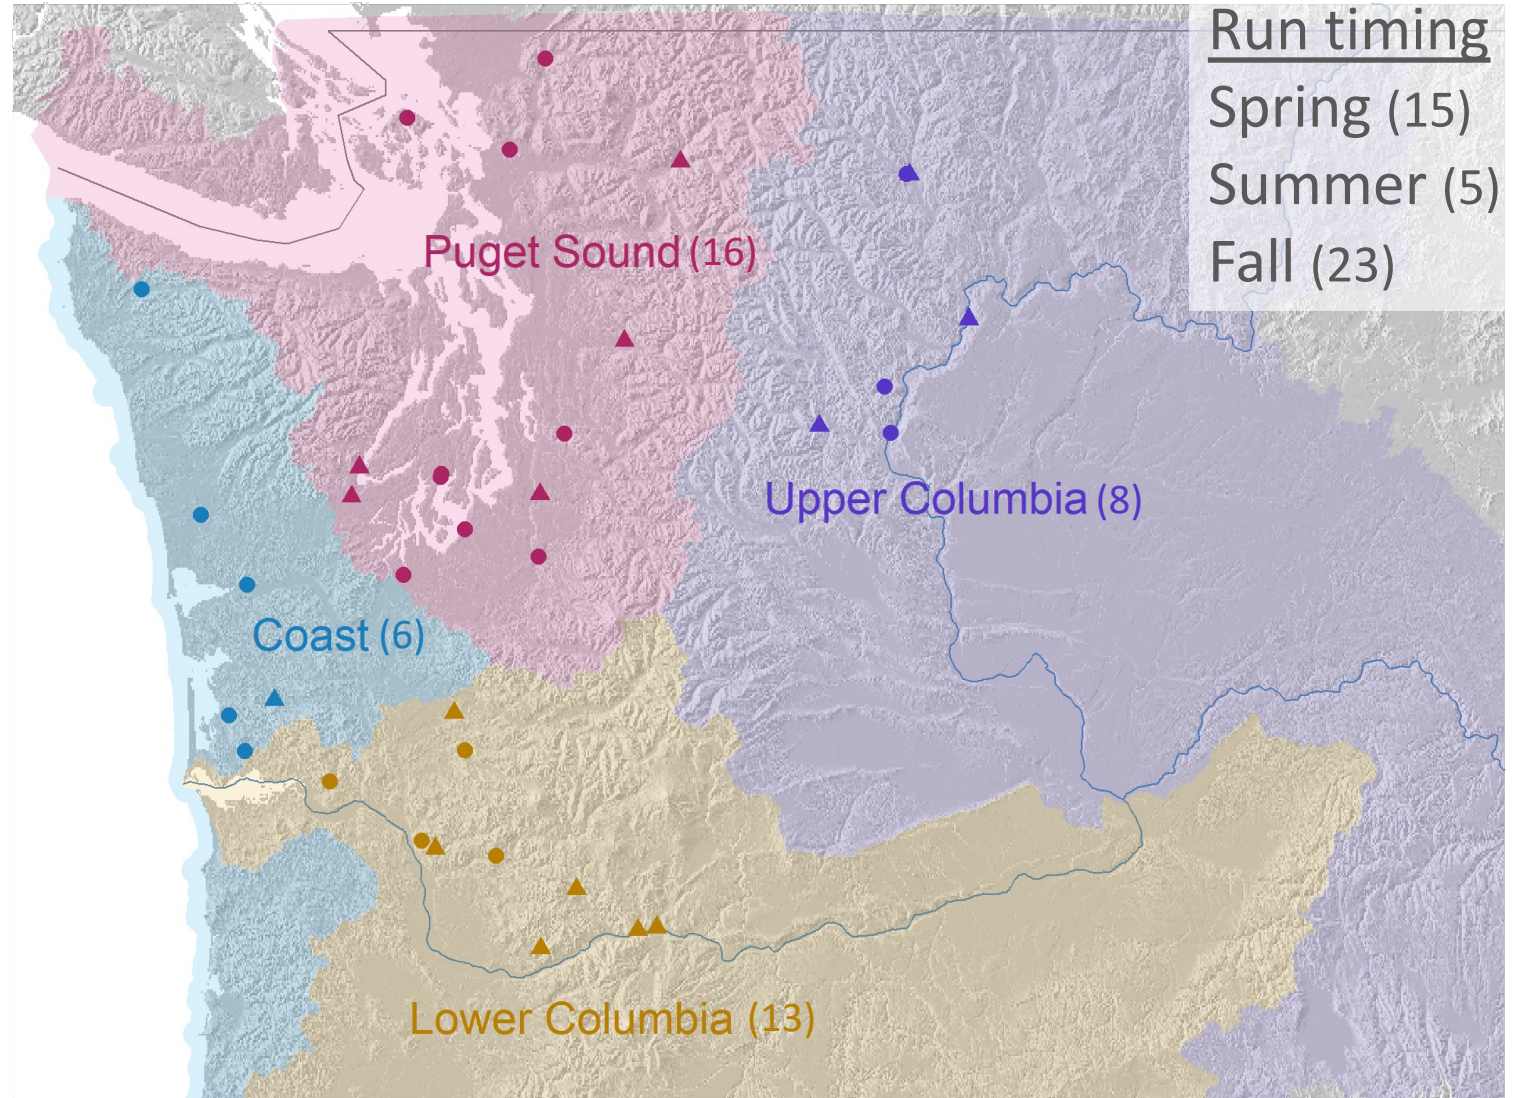 Run timing
Spring (15)
Summer (5)
Fall (23)
Puget Sound (16)
Upper Columbia (8)
Coast (6)
Lower Columbia (13)